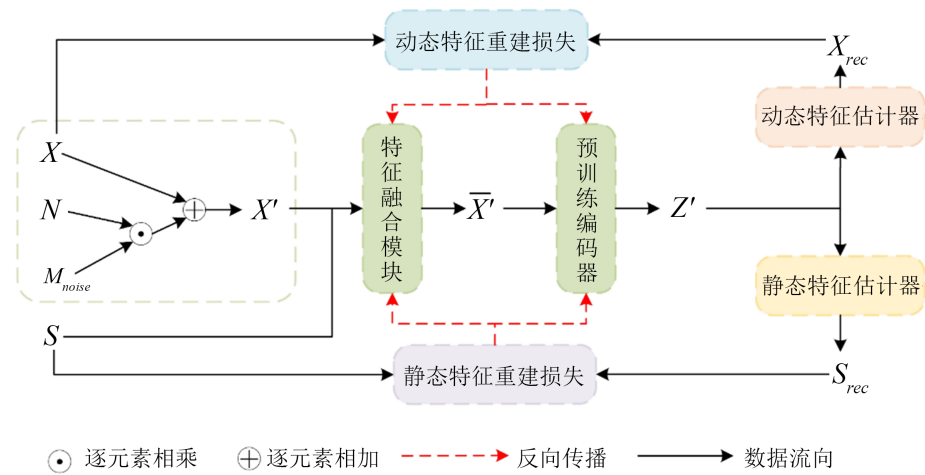 动态特征重建损失
X_rec
动态特征估计器
X
N
M_noise
X′
特征融合模块
X̅′
预训练编码器
Z′
静态特征估计器
S
静态特征重建损失
S_rec
逐元素相乘
逐元素相加
反向传播
数据流向